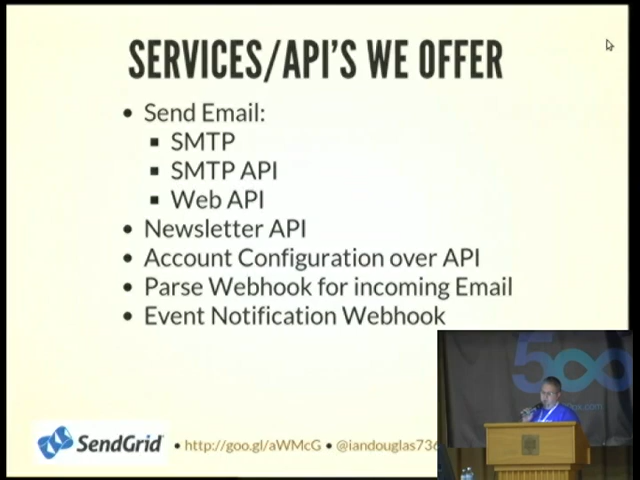 SERVICES/API'S WE OFFER
• Send Email:
▪ SMTP
▪ SMTP API
▪ Web API
• Newsletter API
• Account Configuration over API
• Parse Webhook for incoming Email
• Event Notification Webhook
500
SendGrid • http://goo.gl/aWMcG • @iandouglas736